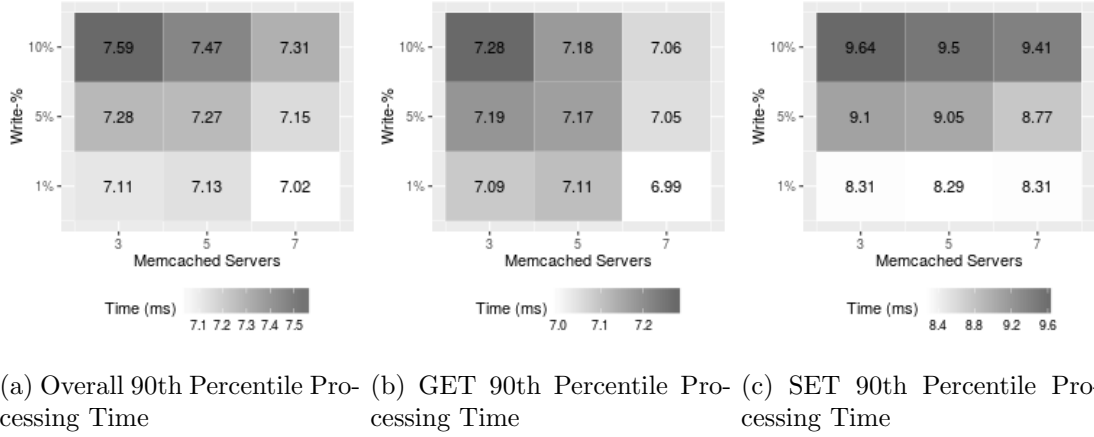 10% 7.59 7.47 7.31
5% 7.28 7.27 7.15
1% 7.11 7.13 7.02
Write-%
3 5 7
Memcached Servers
Time (ms)
7.1 7.2 7.3 7.4 7.5
(a) Overall 90th Percentile Pro-
cessing Time
10% 7.28 7.18 7.06
5% 7.19 7.17 7.05
1% 7.09 7.11 6.99
Write-%
3 5 7
Memcached Servers
Time (ms)
7.0 7.1 7.2
(b) GET 90th Percentile Pro-
cessing Time
10% 9.64 9.5 9.41
5% 9.1 9.05 8.77
1% 8.31 8.29 8.31
Write-%
3 5 7
Memcached Servers
Time (ms)
8.4 8.8 9.2 9.6
(c) SET 90th Percentile Pro-
cessing Time